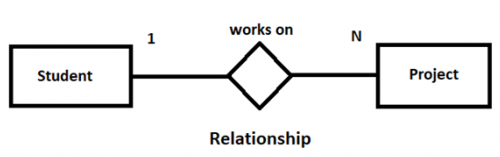 works on
1
N
Student
Project
Relationship